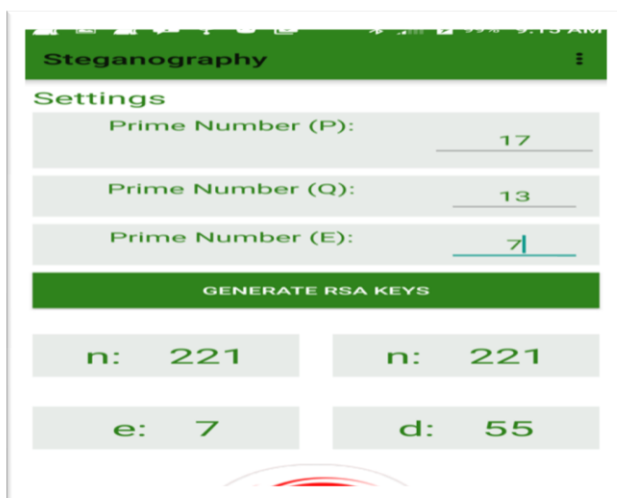 Steganography
Settings
Prime Number (P): 17
Prime Number (Q): 13
Prime Number (E): 7
GENERATE RSA KEYS
n: 221 n: 221
e: 7 d: 55